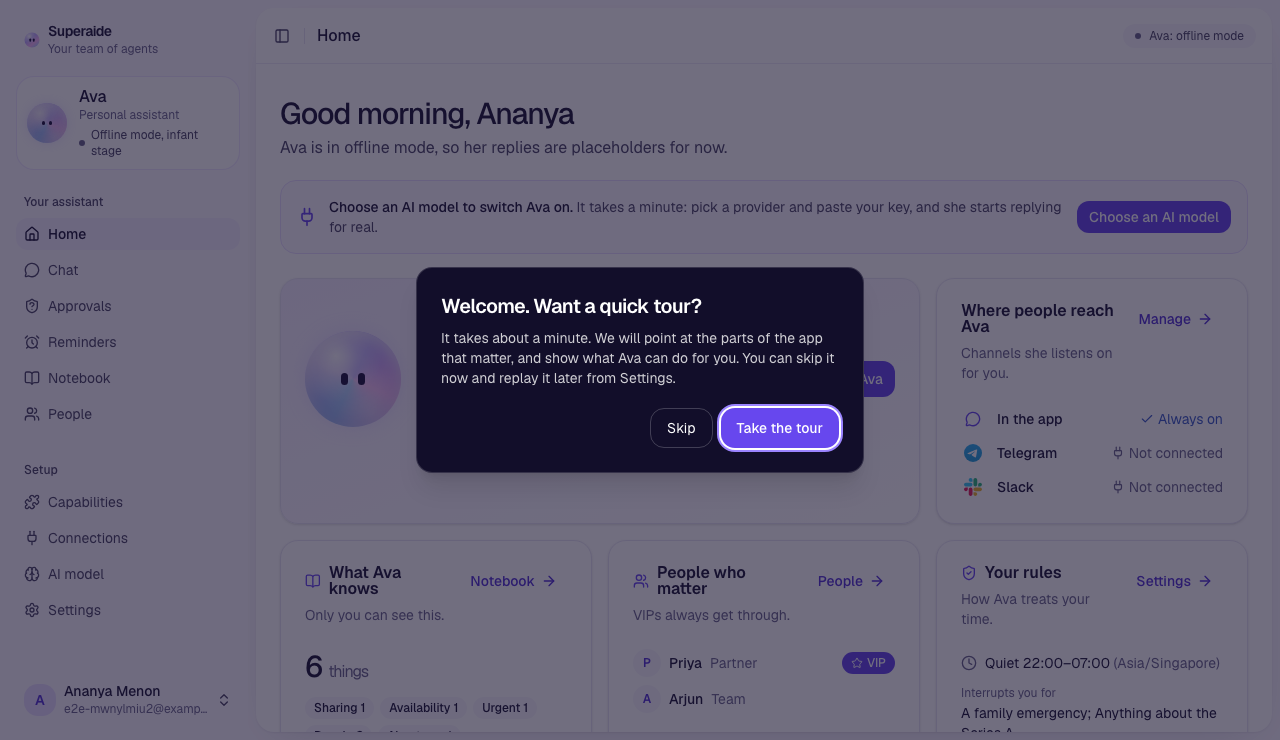 Superaide
Your team of agents
Ava
Personal assistant
Offline mode, infant
stage
Your assistant
Home
Chat
Approvals
Reminders
Notebook
People
Setup
Capabilities
Connections
AI model
Settings
A
Ananya Menon
e2e-mwnylmiu2@examp...
Home
Ava: offline mode
Good morning, Ananya
Ava is in offline mode, so her replies are placeholders for now.
Choose an AI model to switch Ava on. It takes a minute: pick a provider and paste your key, and she starts replying
for real.
Choose an AI model
Welcome. Want a quick tour?
It takes about a minute. We will point at the parts of the app
that matter, and show what Ava can do for you. You can skip it
now and replay it later from Settings.
Skip
Take the tour
Ava
Where people reach
Ava
Manage
Channels she listens on
for you.
In the app
Always on
Telegram
Not connected
Slack
Not connected
What Ava
knows
Notebook
Only you can see this.
6 things
Sharing 1
Availability 1
Urgent 1
People who
matter
People
VIPs always get through.
P
Priya Partner
VIP
A
Arjun Team
Your rules
Settings
How Ava treats your
time.
Quiet 22:00–07:00 (Asia/Singapore)
Interrupts you for
A family emergency; Anything about the
Series A